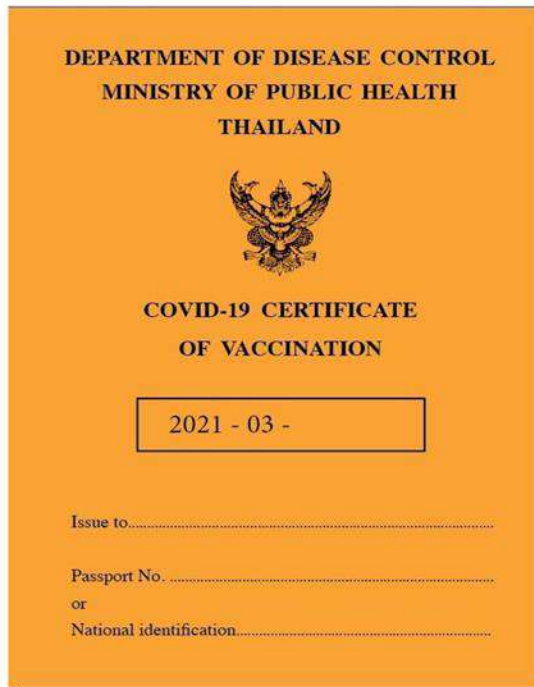 DEPARTMENT OF DISEASE CONTROL
MINISTRY OF PUBLIC HEALTH
THAILAND
COVID-19 CERTIFICATE
OF VACCINATION
2021 - 03 -
Issue to........................................................................................
Passport No. ..............................................................................
or
National identification..............................................................